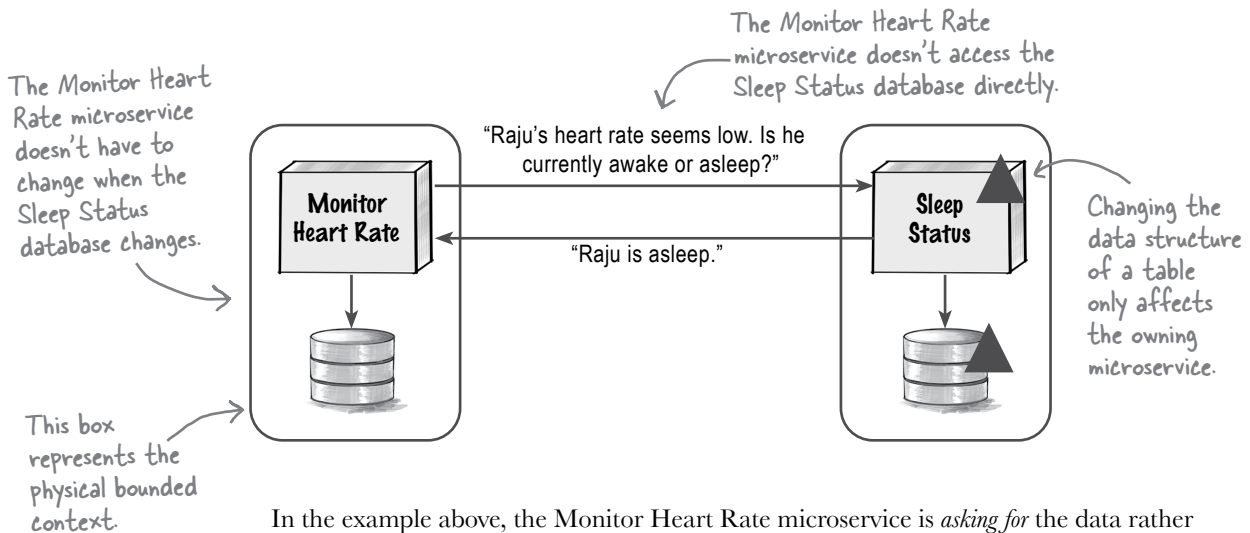 The Monitor Heart Rate
microservice doesn't access the
Sleep Status database directly.
The Monitor Heart
Rate microservice
doesn't have to
change when the
Sleep Status
database changes.
“Raju’s heart rate seems low. Is he
currently awake or asleep?”
Monitor
Heart Rate
Sleep
Status
“Raju is asleep.”
Changing the
data structure
of a table
only affects
the owning
microservice.
This box
represents the
physical bounded
context.
In the example above, the Monitor Heart Rate microservice is asking for the data rather